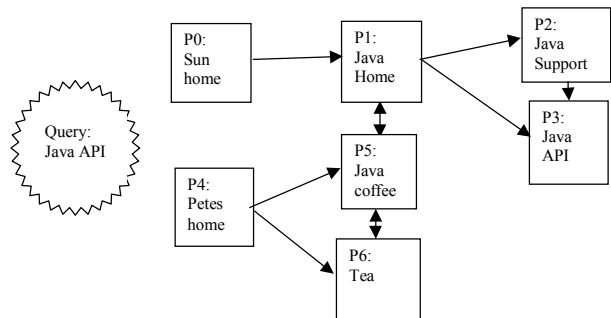 P0:
Sun
home
P1:
Java
Home
P2:
Java
Support
Query:
Java API
P3:
Java
API
P4:
Petes
home
P5:
Java
coffee
P6:
Tea